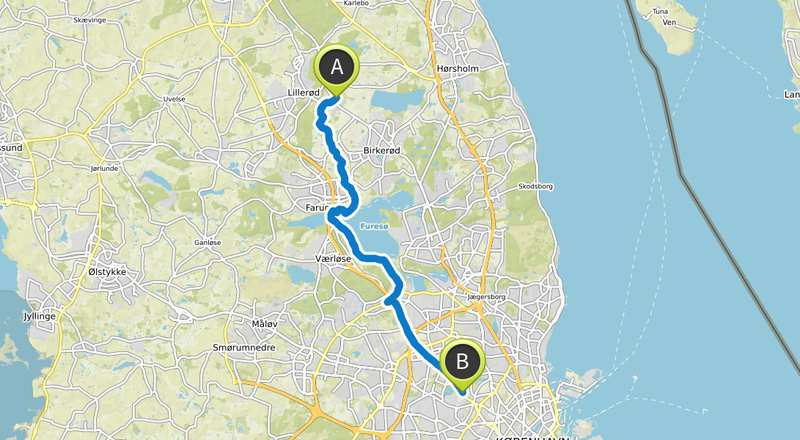 Skævinge
Karlebo
Tuna
Ven
A
Hørsholm
Lillerød
Uvelse
Birkerød
Jørlunde
Skodsborg
Farum
Furesø
Ganløse
Værløse
Ølstykke
Jægersborg
Jyllinge
Måløv
Smørumnedre
B
KØBENHAVN